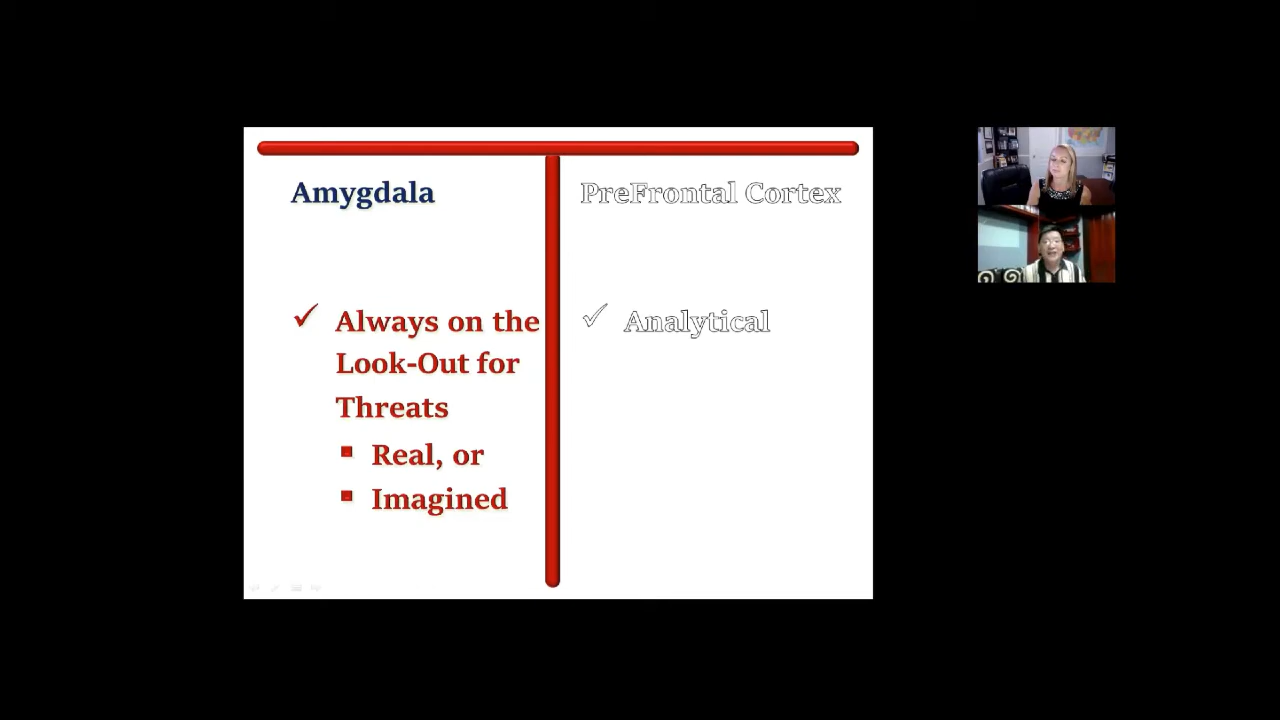 Amygdala
PreFrontal Cortex
✓ Always on the
Look-Out for
Threats
▪ Real, or
▪ Imagined
✓ Analytical